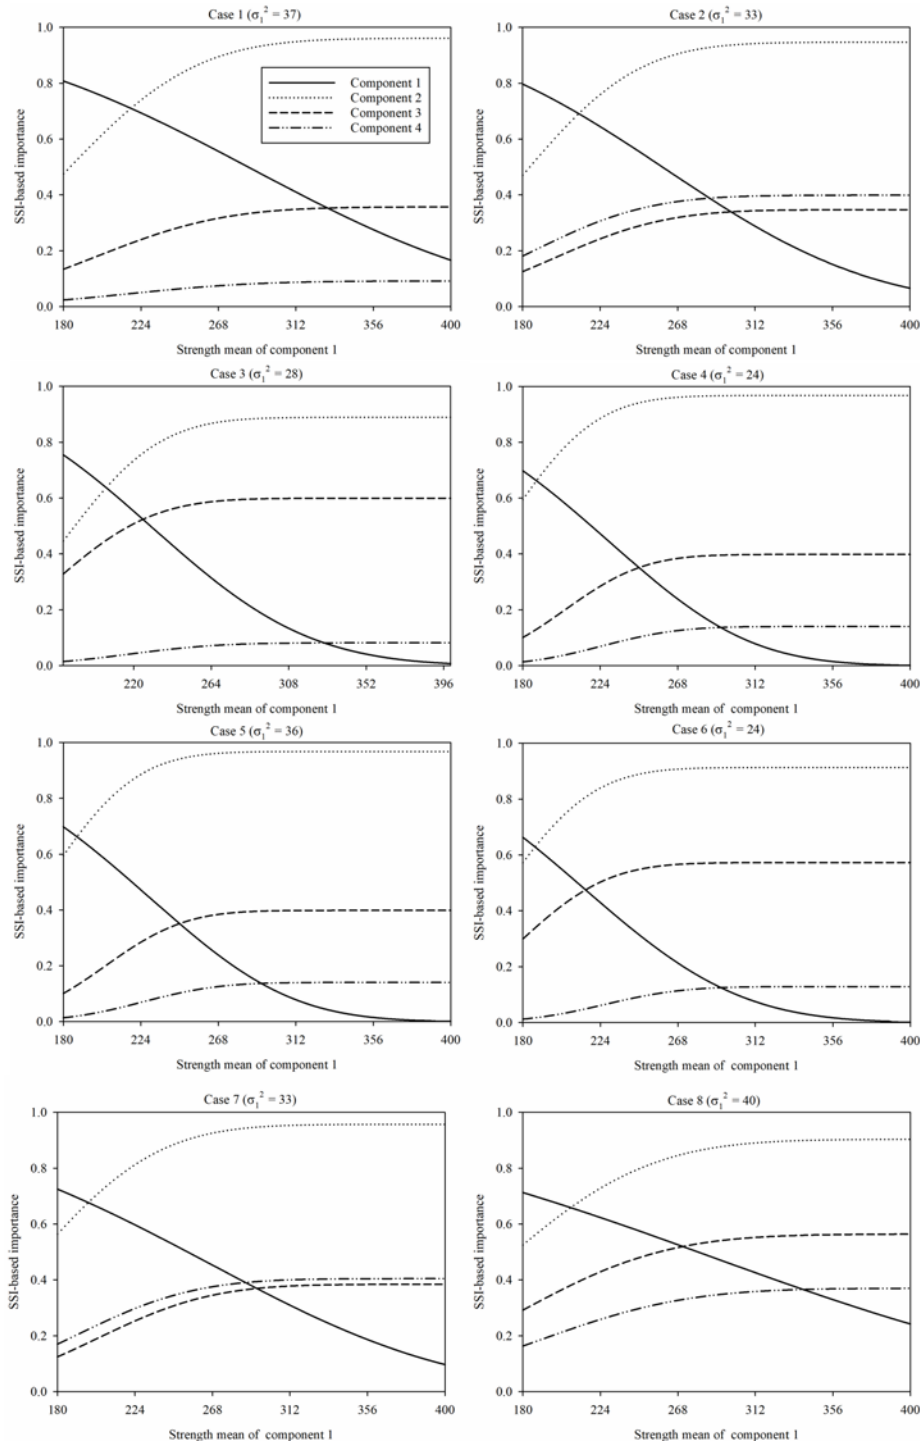 Case 1 (σ₁² = 37)
SSI-based importance
1.0
0.8
0.6
0.4
0.2
0.0
Component 1
Component 2
Component 3
Component 4
180 224 268 312 356 400
Strength mean of component 1
Case 2 (σ₁² = 33)
SSI-based importance
1.0
0.8
0.6
0.4
0.2
0.0
180 224 268 312 356 400
Strength mean of component 1
Case 3 (σ₁² = 28)
SSI-based importance
1.0
0.8
0.6
0.4
0.2
0.0
220 264 308 352 396
Strength mean of component 1
Case 4 (σ₁² = 24)
SSI-based importance
1.0
0.8
0.6
0.4
0.2
0.0
180 224 268 312 356 400
Strength mean of component 1
Case 5 (σ₁² = 36)
SSI-based importance
1.0
0.8
0.6
0.4
0.2
0.0
180 224 268 312 356 400
Strength mean of component 1
Case 6 (σ₁² = 24)
SSI-based importance
1.0
0.8
0.6
0.4
0.2
0.0
180 224 268 312 356 400
Strength mean of component 1
Case 7 (σ₁² = 33)
SSI-based importance
1.0
0.8
0.6
0.4
0.2
0.0
180 224 268 312 356 400
Strength mean of component 1
Case 8 (σ₁² = 40)
SSI-based importance
1.0
0.8
0.6
0.4
0.2
0.0
180 224 268 312 356 400
Strength mean of component 1